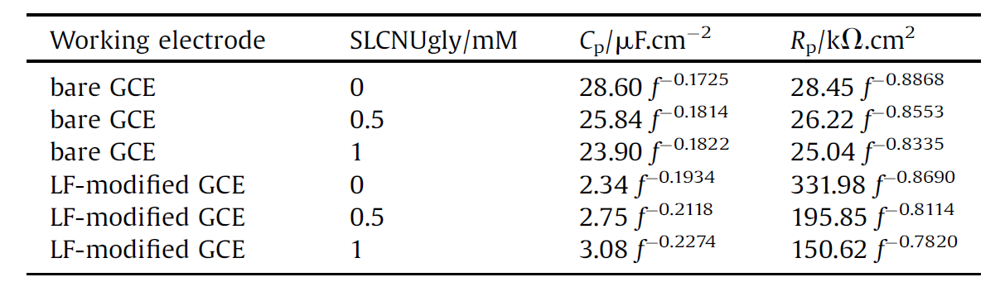 Working electrode SLCNUgly/mM Cp/μF.cm−2 Rp/kΩ.cm2
bare GCE 0 28.60 f−0.1725 28.45 f−0.8868
bare GCE 0.5 25.84 f−0.1814 26.22 f−0.8553
bare GCE 1 23.90 f−0.1822 25.04 f−0.8335
LF-modified GCE 0 2.34 f−0.1934 331.98 f−0.8690
LF-modified GCE 0.5 2.75 f−0.2118 195.85 f−0.8114
LF-modified GCE 1 3.08 f−0.2274 150.62 f−0.7820